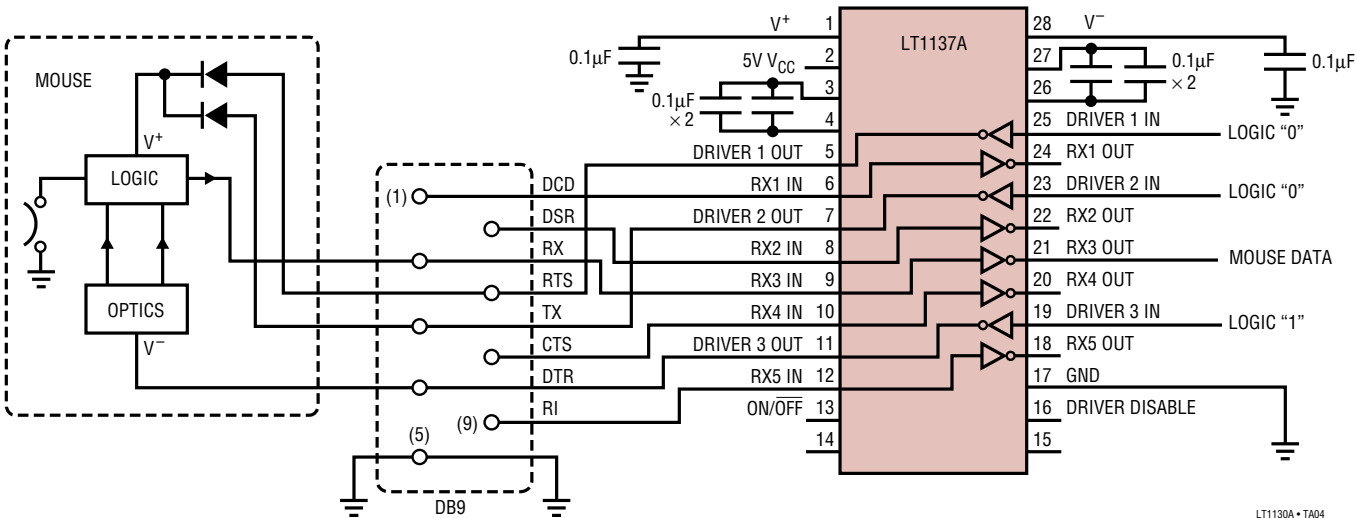 MOUSE
V+
LOGIC
OPTICS
V−
(1)
(5)
(9)
DB9
DCD
DSR
RX
RTS
TX
CTS
DTR
RI
LT1137A
V+ 1
0.1µF
5V VCC 2
3
0.1µF
× 2
4
DRIVER 1 OUT 5
RX1 IN 6
DRIVER 2 OUT 7
RX2 IN 8
RX3 IN 9
RX4 IN 10
DRIVER 3 OUT 11
RX5 IN 12
ON/OFF 13
14
28 V−
0.1µF
27
0.1µF
× 2
26
25 DRIVER 1 IN LOGIC “0”
24 RX1 OUT
23 DRIVER 2 IN LOGIC “0”
22 RX2 OUT
21 RX3 OUT MOUSE DATA
20 RX4 OUT
19 DRIVER 3 IN LOGIC “1”
18 RX5 OUT
17 GND
16 DRIVER DISABLE
15
LT1130A • TA04